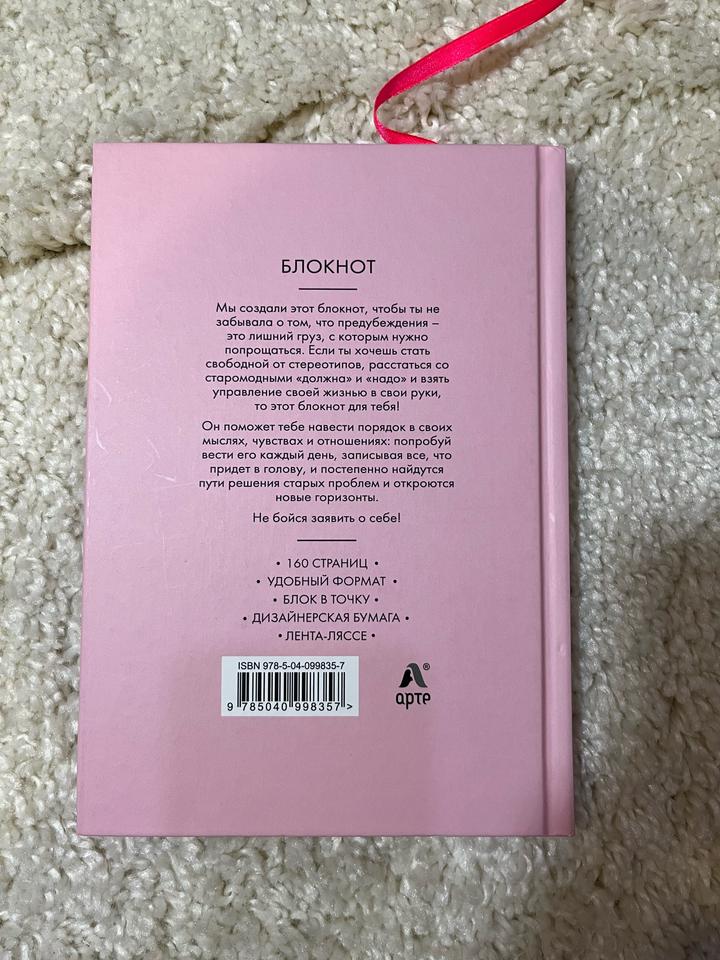 БЛОКНОТ
Мы создали этот блокнот, чтобы ты не
забывала о том, что предубеждения –
это лишний груз, с которым нужно
попрощаться. Если ты хочешь стать
свободной от стереотипов, расстаться со
старомодными «должна» и «надо» и взять
управление своей жизнью в свои руки,
то этот блокнот для тебя!
Он поможет тебе навести порядок в своих
мыслях, чувствах и отношениях: попробуй
вести его каждый день, записывая все, что
придет в голову, и постепенно найдутся
пути решения старых проблем и откроются
новые горизонты.
Не бойся заявить о себе!
• 160 СТРАНИЦ •
• УДОБНЫЙ ФОРМАТ •
• БЛОК В ТОЧКУ •
• ДИЗАЙНЕРСКАЯ БУМАГА •
• ЛЕНТА-ЛЯССЕ •
ISBN 978-5-04-099835-7
9 785040 998357 >
®
арте